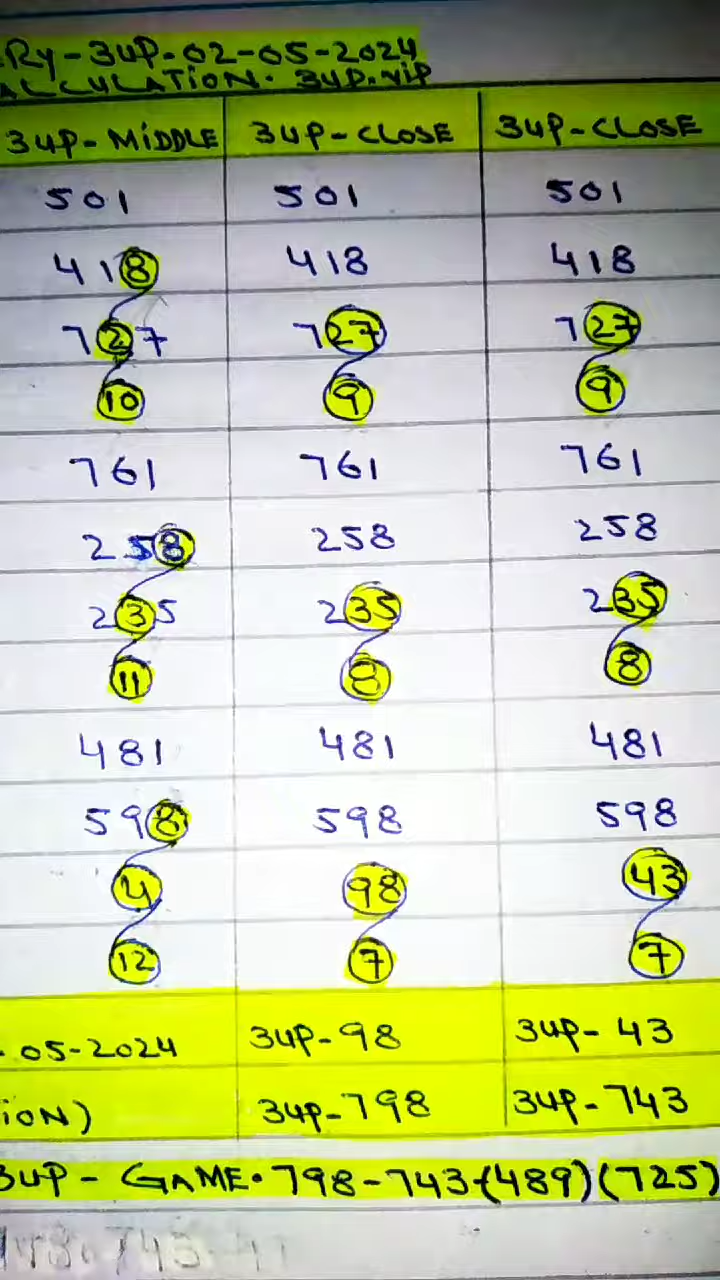 Ry-3UP-02-05-2024
ALCULATION. 3UP.VIP
3UP-MIDDLE 3UP-CLOSE 3UP-CLOSE
501 501 501
418 418 418
727 727 727
10 9 9
761 761 761
258 258 258
235 235 235
11 8 8
481 481 481
598 598 598
4 98 43
12 7 7
. 05-2024 3UP-98 3UP-43
ION) 3UP-798 3UP-743
3UP - GAME. 798-743-(489)(725)